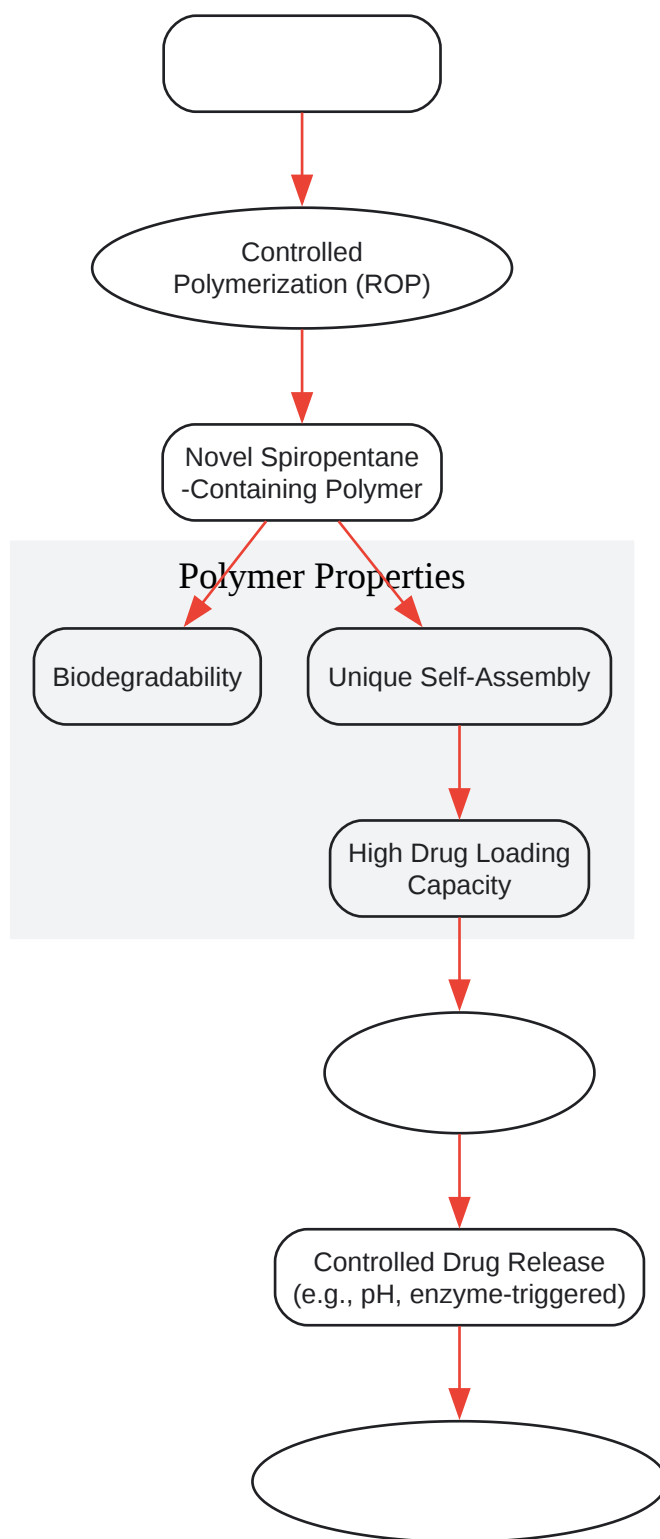 Controlled
Polymerization (ROP)
Novel Spiropentane
-Containing Polymer
Polymer Properties
Biodegradability
Unique Self-Assembly
High Drug Loading
Capacity
Controlled Drug Release
(e.g., pH, enzyme-triggered)